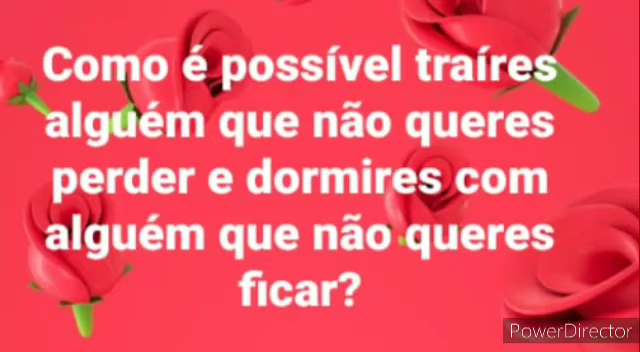 Como é possível traíres
alguém que não queres
perder e dormires com
alguém que não queres
ficar?
PowerDirector